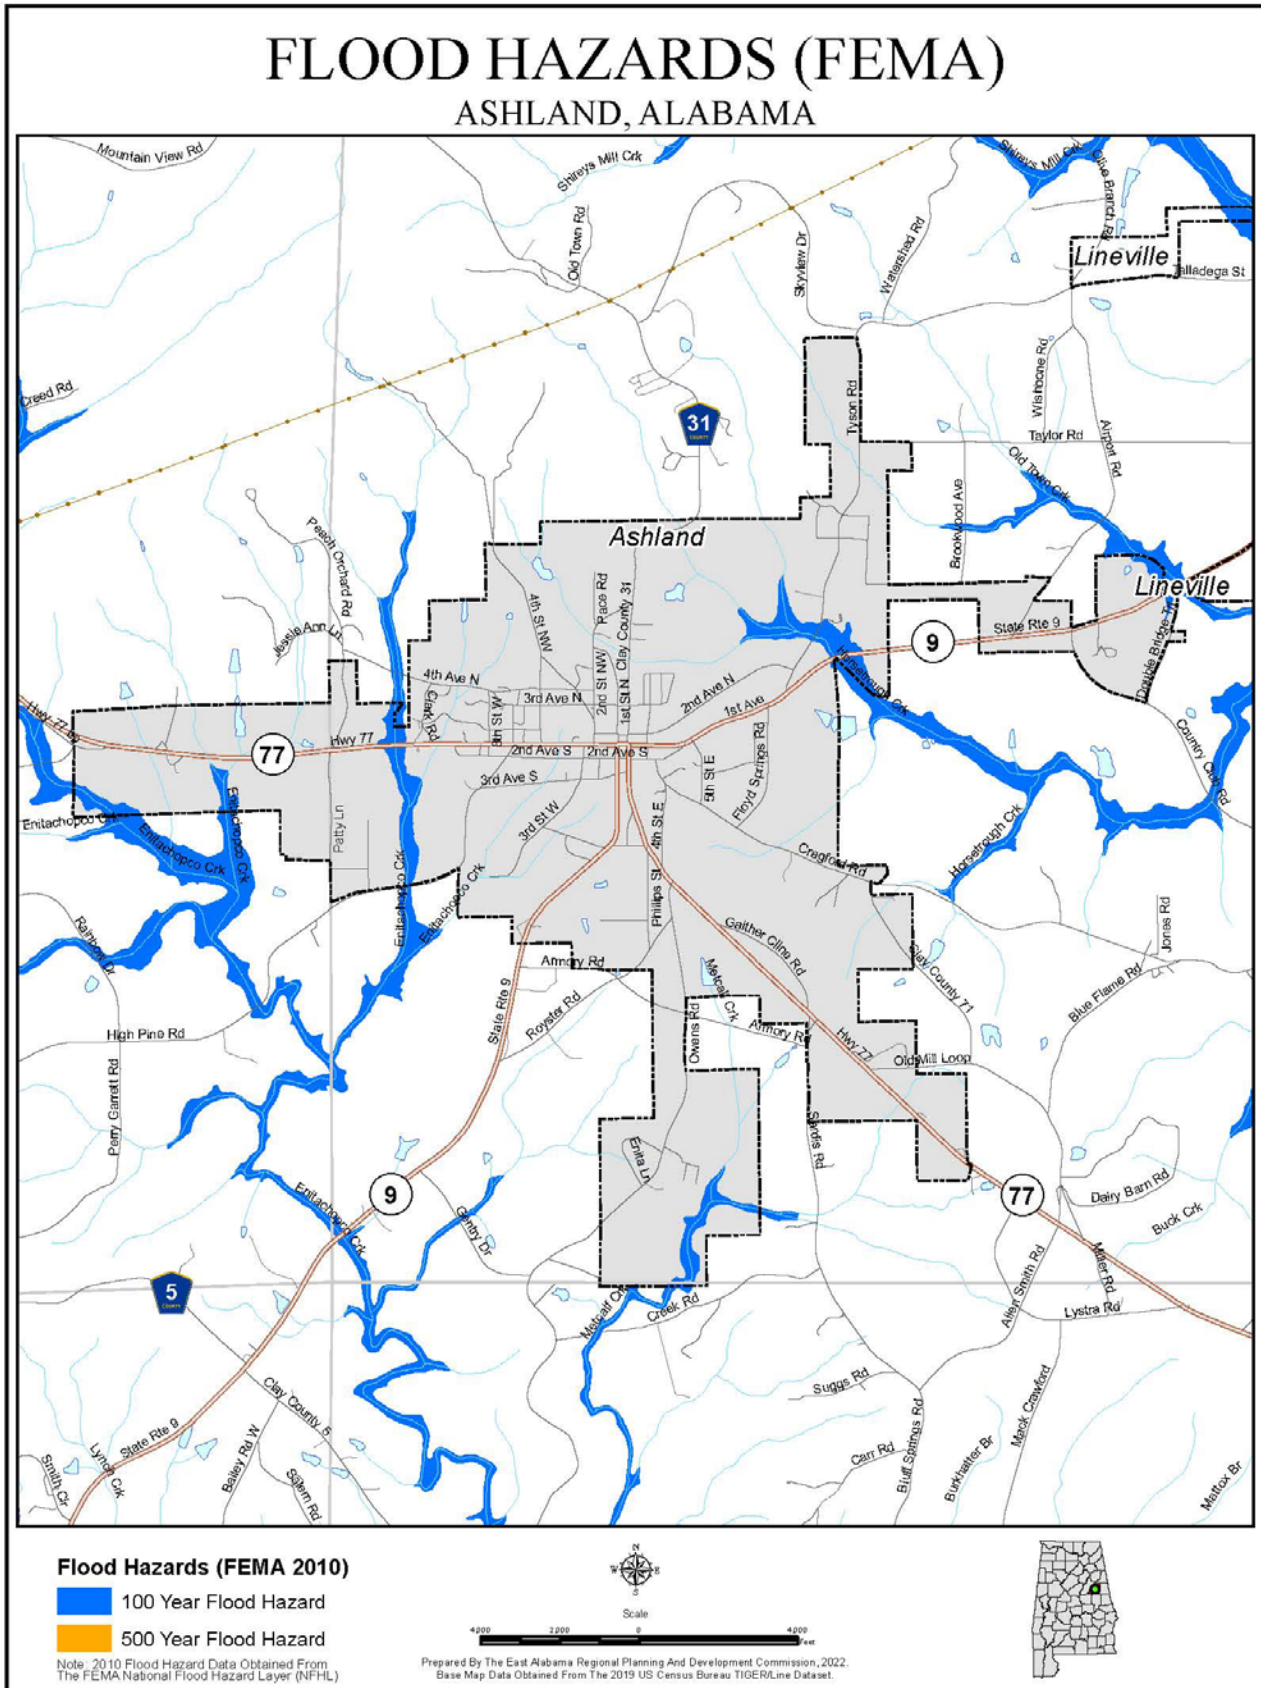 FLOOD HAZARDS (FEMA)
ASHLAND, ALABAMA
Mountain View Rd
Shireys Mill Crk
Shireys Mill Crk
Olive Branch Rd
Old Town Rd
Skyview Dr
Watershed Rd
Lineville
Talladega St
Creed Rd
31
COUNTY
Tyson Rd
Wishbone Rd
Taylor Rd
Airport Rd
Old Town Crk
Brookwood Ave
Ashland
Peach Orchard Rd
Jessie Ann Ln
4th St NW
Race Rd
2nd St NW
1st St N
Clay County 31
Lineville
State Rte 9
9
Double Bridge Trl
Horsetrough Crk
4th Ave N
3rd Ave N
2nd Ave N
1st Ave
Clark Rd
8th St W
Hwy 77
Hwy 77
77
2nd Ave S
2nd Ave S
3rd Ave S
5th St E
Floyd Springs Rd
Country Club Rd
Enitachopco Crk
Enitachopco Crk
Enitachopco Crk
Patty Ln
3rd St W
4th St E
Cragford Rd
Horsetrough Crk
Enitachopco Crk
Enitachopco Crk
Phillips St
Gaither Cline Rd
Clay County 71
Jones Rd
Rainbow Dr
Armory Rd
Metcalf Crk
Blue Flame Rd
High Pine Rd
State Rte 9
Royster Rd
Owens Rd
Armory Rd
Hwy 77
Old Mill Loop
Perry Garrett Rd
Sardis Rd
Enita Ln
9
Enitachopco Crk
Gentry Dr
77
Dairy Barn Rd
Buck Crk
Miller Rd
Allen Smith Rd
5
COUNTY
Metcalf Crk
Creek Rd
Lystra Rd
Suggs Rd
Clay County 5
Mack Crawford
State Rte 9
Lynch Crk
Smith Cir
Bailey Rd W
Salem Rd
Carr Rd
Bluff Springs Rd
Burkhatter Br
Mattox Br
Flood Hazards (FEMA 2010)
100 Year Flood Hazard
500 Year Flood Hazard
Note: 2010 Flood Hazard Data Obtained From
The FEMA National Flood Hazard Layer (NFHL)
N
W E
S
Scale
4,000 2,000 0 4,000
Feet
Prepared By The East Alabama Regional Planning And Development Commission, 2022.
Base Map Data Obtained From The 2019 US Census Bureau TIGER/Line Dataset.